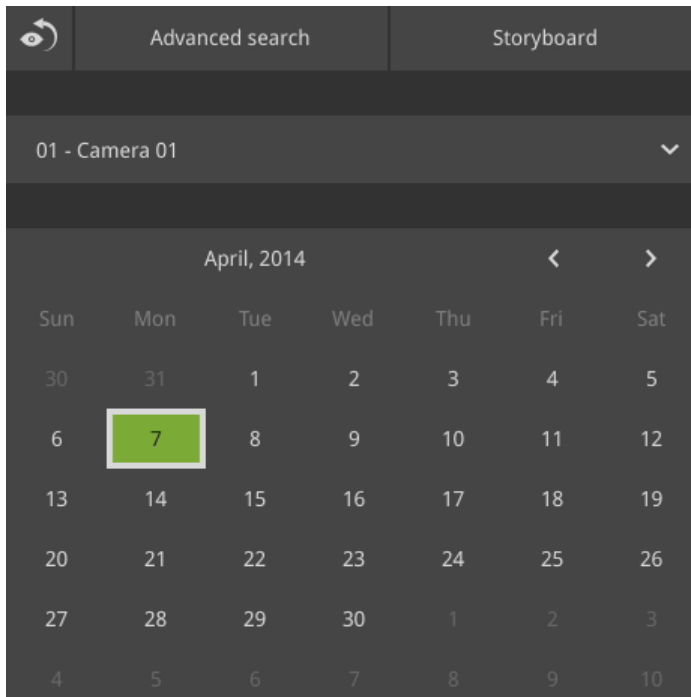 Advanced search Storyboard
01 - Camera 01
April, 2014
Sun Mon Tue Wed Thu Fri Sat
30 31 1 2 3 4 5
6 7 8 9 10 11 12
13 14 15 16 17 18 19
20 21 22 23 24 25 26
27 28 29 30 1 2 3
4 5 6 7 8 9 10